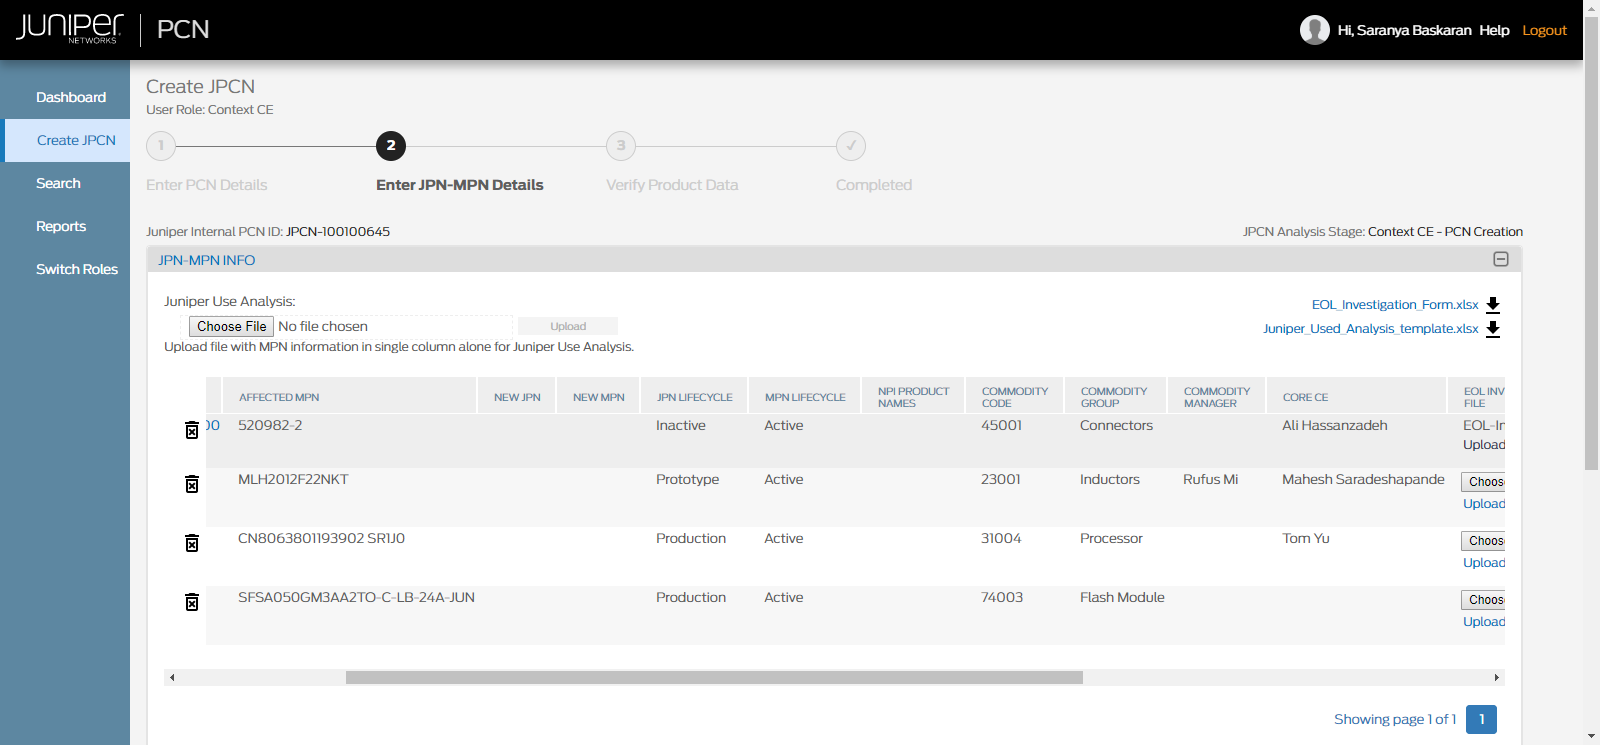 JUNIPER NETWORKS
PCN
Hi, Saranya Baskaran Help Logout
Dashboard
Create JPCN
Search
Reports
Switch Roles
Create JPCN
User Role: Context CE
1 2 3 ✓
Enter PCN Details Enter JPN-MPN Details Verify Product Data Completed
Juniper Internal PCN ID: JPCN-100100645 JPCN Analysis Stage: Context CE - PCN Creation
JPN-MPN INFO
Juniper Use Analysis:
Choose File No file chosen Upload
Upload file with MPN information in single column alone for Juniper Use Analysis.
EOL_Investigation_Form.xlsx
Juniper_Used_Analysis_template.xlsx
AFFECTED MPN NEW JPN NEW MPN JPN LIFECYCLE MPN LIFECYCLE NPI PRODUCT NAMES COMMODITY CODE COMMODITY GROUP COMMODITY MANAGER CORE CE EOL INV FILE
00 520982-2 Inactive Active 45001 Connectors Ali Hassanzadeh EOL-In
Upload
MLH2012F22NKT Prototype Active 23001 Inductors Rufus Mi Mahesh Saradeshapande Choos
Upload
CN8063801193902 SR1J0 Production Active 31004 Processor Tom Yu Choos
Upload
SFSA050GM3AA2TO-C-LB-24A-JUN Production Active 74003 Flash Module Choos
Upload
Showing page 1 of 1 1